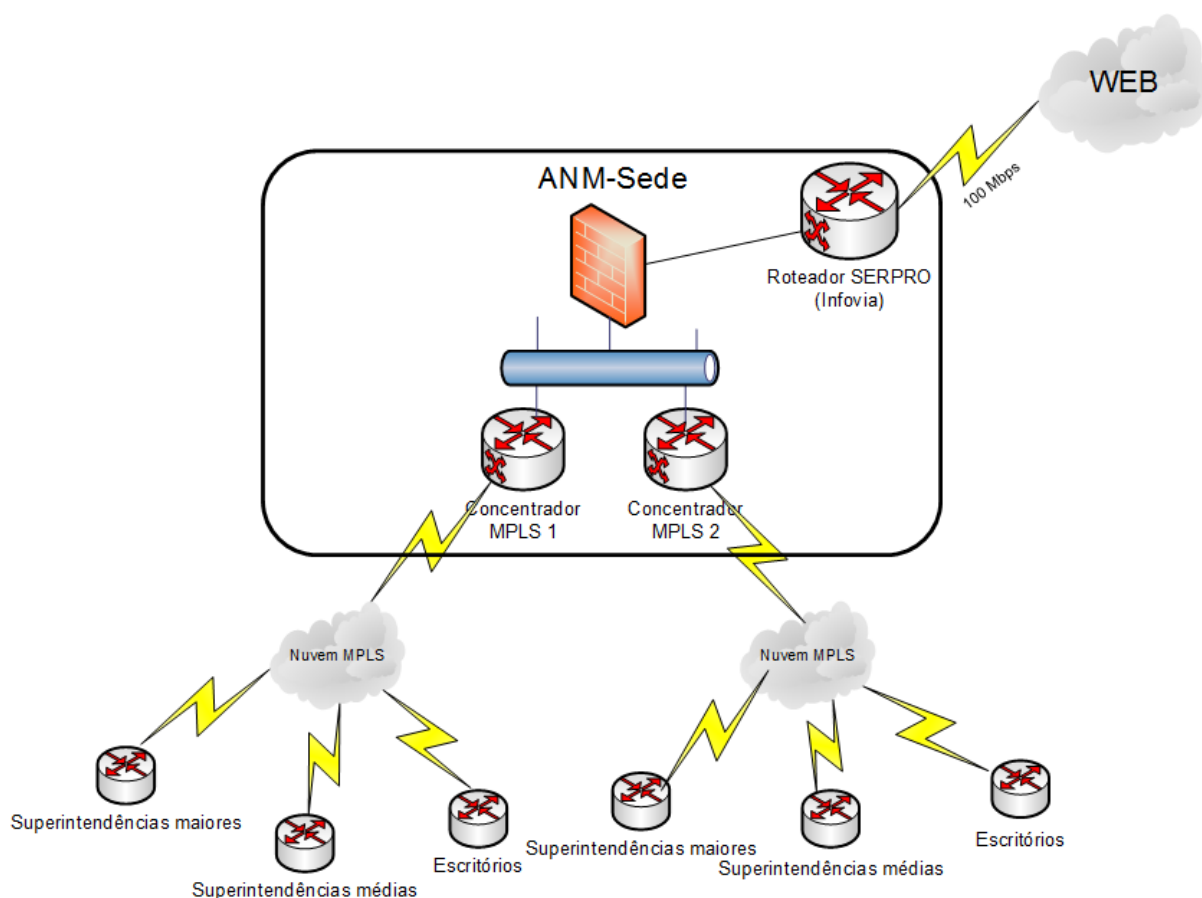 WEB
ANM-Sede
100 Mbps
Roteador SERPRO
(Infovia)
Concentrador
MPLS 1
Concentrador
MPLS 2
Nuvem MPLS
Nuvem MPLS
Superintendências maiores
Superintendências médias
Escritórios
Superintendências maiores
Superintendências médias
Escritórios